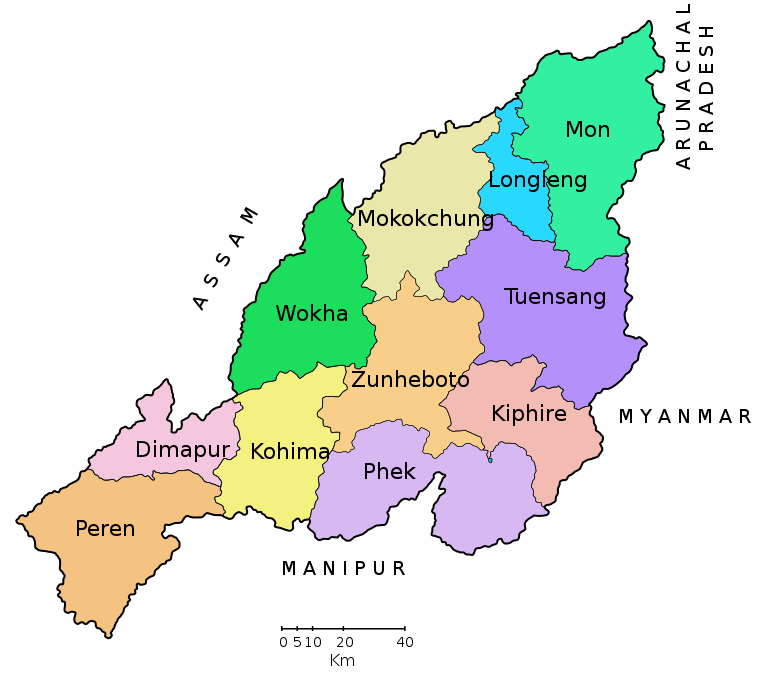 ARUNACHAL
PRADESH
Mon
Longleng
Mokokchung
ASSAM
Tuensang
Wokha
Zunheboto
Kiphire
MYANMAR
Dimapur
Kohima
Phek
Peren
MANIPUR
0 5 10 20 40
Km